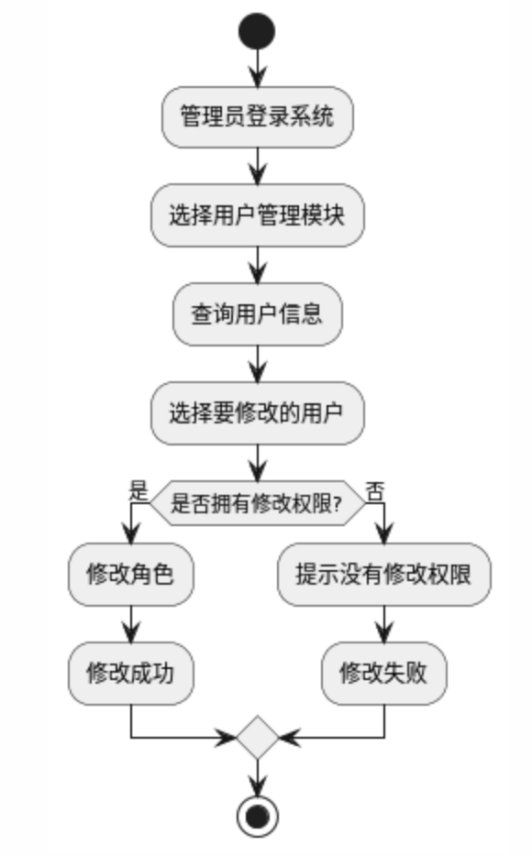 管理员登录系统
选择用户管理模块
查询用户信息
选择要修改的用户
是
是否拥有修改权限?
否
修改角色
提示没有修改权限
修改成功
修改失败